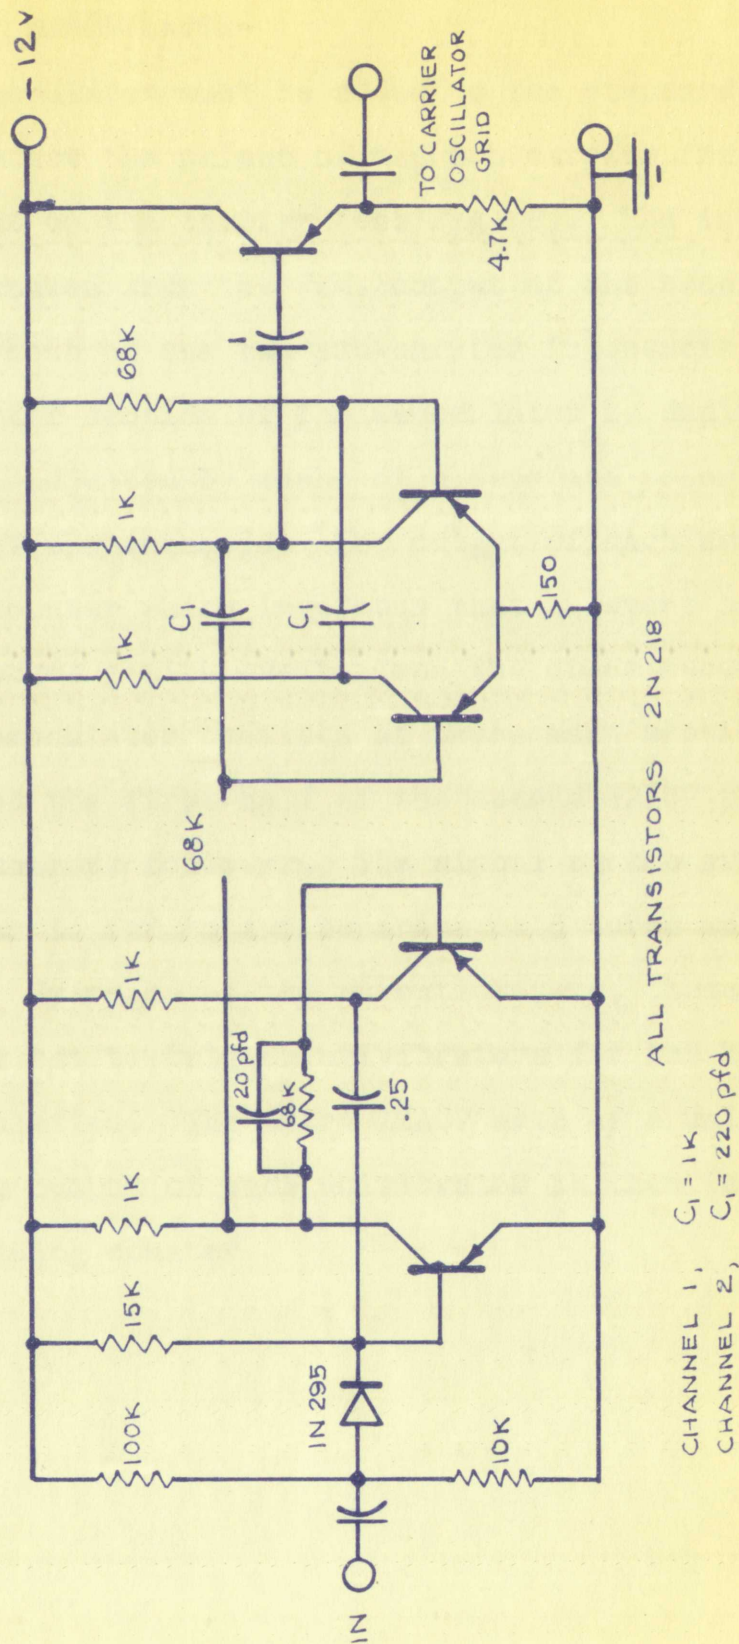 IN
100K
10K
IN 295
15K
1K
20 pfd
68K
.25
1K
68K
1K
C1
C1
1K
68K
150
1
4.7K
TO CARRIER
OSCILLATOR
GRID
-12V
ALL TRANSISTORS 2N 218
CHANNEL 1, C1 = 1K
CHANNEL 2, C1 = 220 pfd